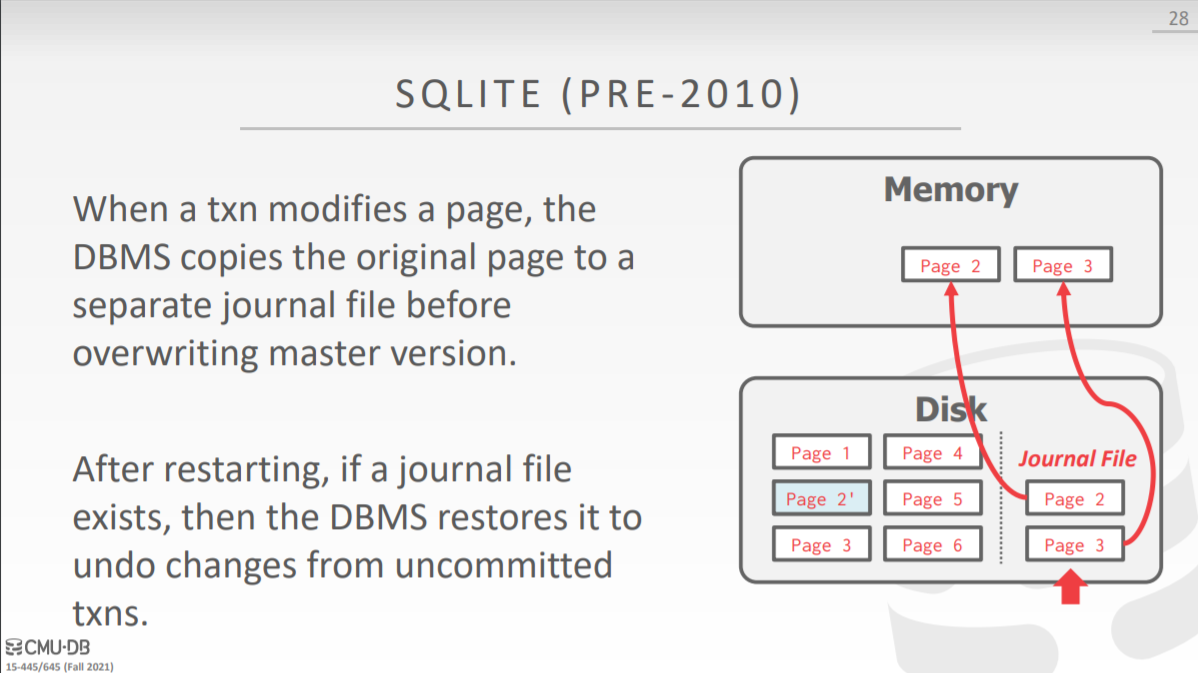 28
SQLITE (PRE-2010)
When a txn modifies a page, the
DBMS copies the original page to a
separate journal file before
overwriting master version.
After restarting, if a journal file
exists, then the DBMS restores it to
undo changes from uncommitted
txns.
Memory
Page 2 Page 3
Disk
Page 1 Page 4
Page 2' Page 5
Page 3 Page 6
Journal File
Page 2
Page 3
CMU·DB
15-445/645 (Fall 2021)